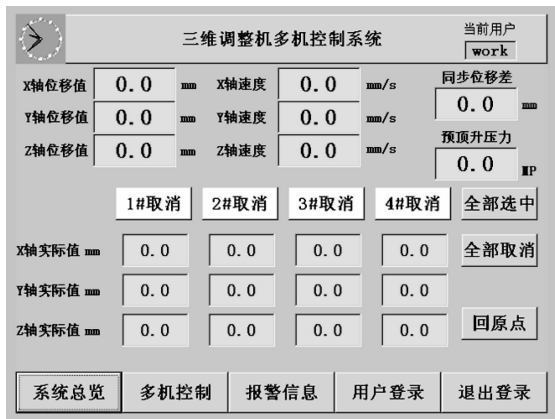 三维调整机多机控制系统
当前用户
work
X轴位移值 0.0 mm X轴速度 0.0 mm/s 同步位移差
Y轴位移值 0.0 mm Y轴速度 0.0 mm/s 0.0 mm
Z轴位移值 0.0 mm Z轴速度 0.0 mm/s 预顶升压力
0.0 MP
1#取消 2#取消 3#取消 4#取消 全部选中
X轴实际值 mm 0.0 0.0 0.0 0.0 全部取消
Y轴实际值 mm 0.0 0.0 0.0 0.0
Z轴实际值 mm 0.0 0.0 0.0 0.0 回原点
系统总览 多机控制 报警信息 用户登录 退出登录